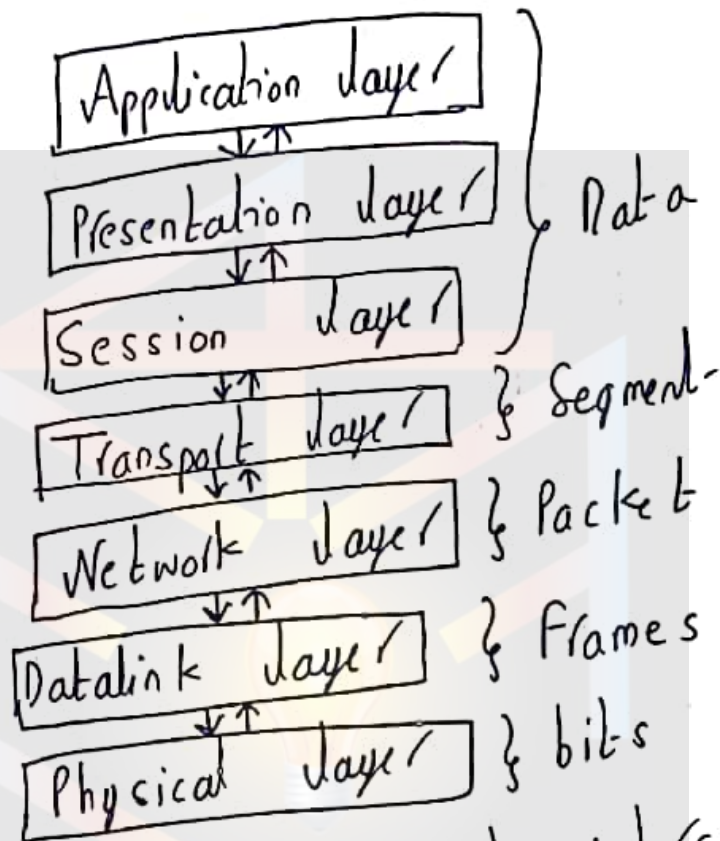 Application layer
Presentation layer
Data
Session layer
Transport layer
Segment
Network layer
Packet
Datalink layer
Frames
Physical layer
bits